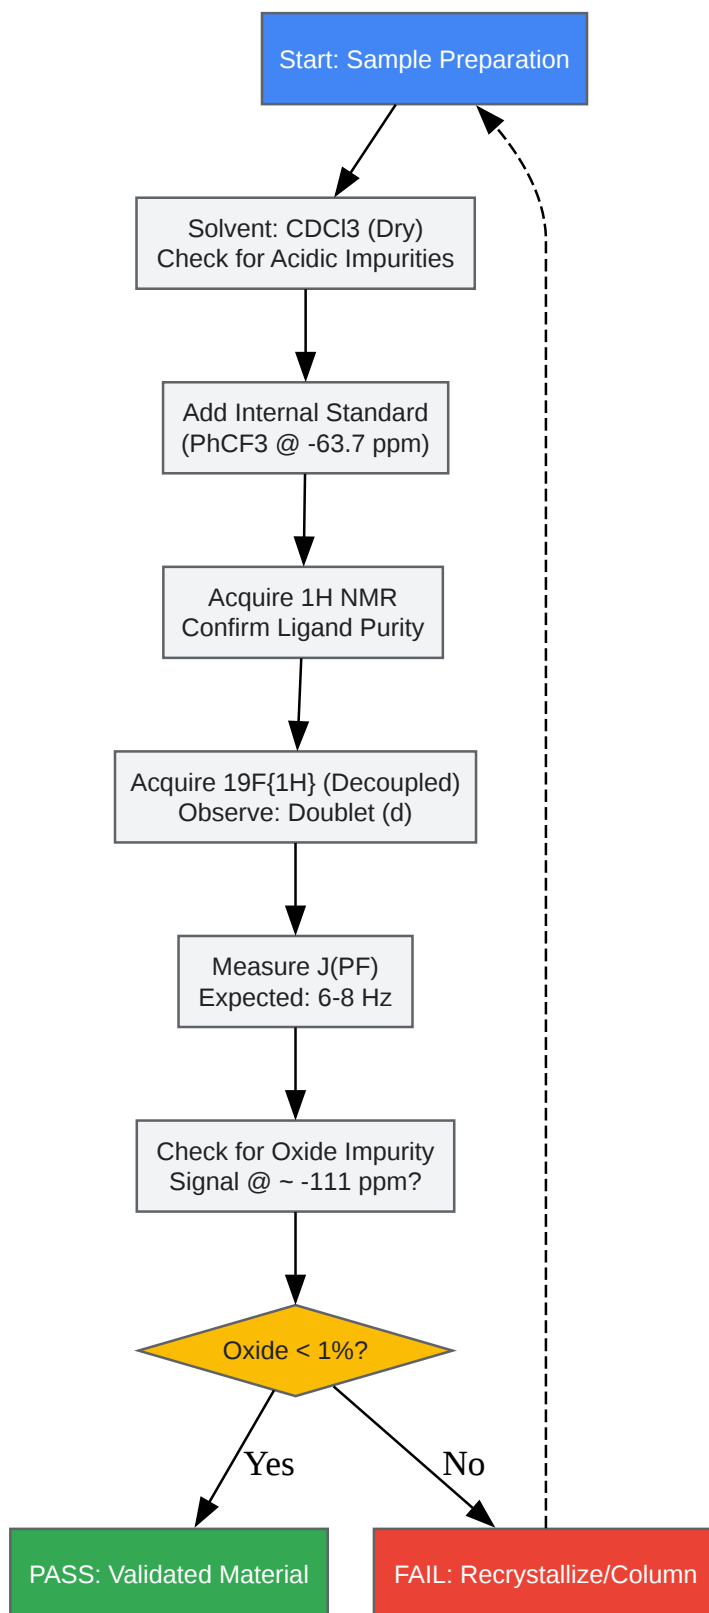 Start: Sample Preparation
Solvent: CDCl3 (Dry)
Check for Acidic Impurities
Add Internal Standard
(PhCF3 @ -63.7 ppm)
Acquire 1H NMR
Confirm Ligand Purity
Acquire 19F{1H} (Decoupled)
Observe: Doublet (d)
Measure J(PF)
Expected: 6-8 Hz
Check for Oxide Impurity
Signal @ ~ -111 ppm?
Oxide < 1%?
Yes
No
PASS: Validated Material
FAIL: Recrystallize/Column